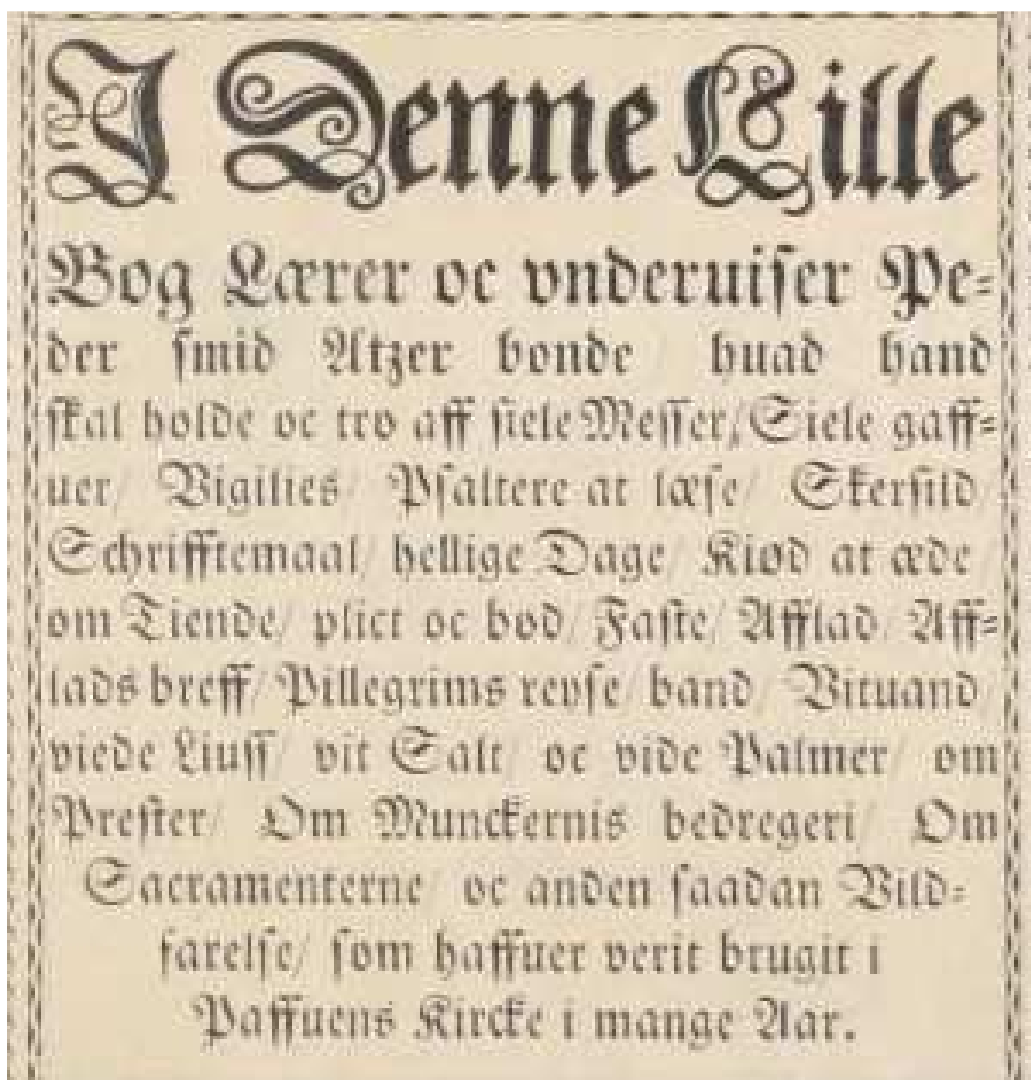 I Denne Lille
Bog Lærer oc vnderuiser Pe=
der smid Atzer bonde / huad hand
skal holde oc tro aff siele Messer/ Siele gaff=
uer/ Vigilies/ Psaltere at læse/ Skersild
Schrifftemaal/ hellige Dage/ Kiød at æde/
om Tiende/ plict oc bod/ Faste/ Afflad/ Aff=
lads breff/ Pillegrims reyse/ band/ Vituand
viede Liuss/ vit Salt/ oc vide Palmer/ om
Prester/ Om Munckernis bedregeri/ Om
Sacramenterne/ oc anden saadan Vild=
farelse/ som haffuer verit brugit i
Paffuens Kircke i mange Aar.